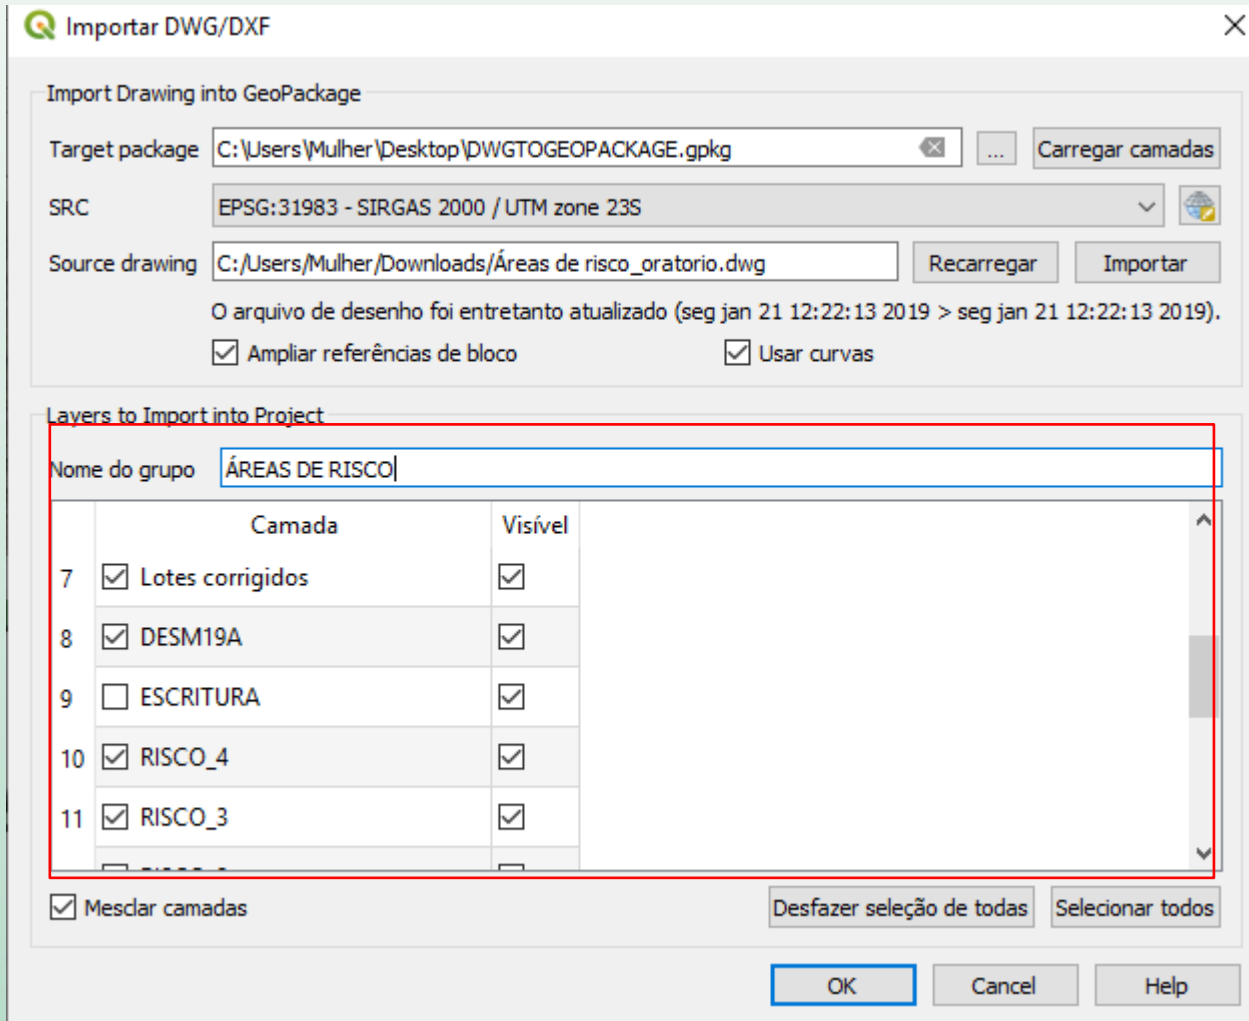 Importar DWG/DXF
Import Drawing into GeoPackage
Target package C:\Users\Mulher\Desktop\DWGTOGEOPACKAGE.gpkg ... Carregar camadas
SRC EPSG:31983 - SIRGAS 2000 / UTM zone 23S
Source drawing C:/Users/Mulher/Downloads/Áreas de risco_oratorio.dwg Recarregar Importar
O arquivo de desenho foi entretanto atualizado (seg jan 21 12:22:13 2019 > seg jan 21 12:22:13 2019).
Ampliar referências de bloco Usar curvas
Layers to Import into Project
Nome do grupo ÁREAS DE RISCO
Camada Visível
7 Lotes corrigidos
8 DESM19A
9 ESCRITURA
10 RISCO_4
11 RISCO_3
Mesclar camadas Desfazer seleção de todas Selecionar todos
OK Cancel Help